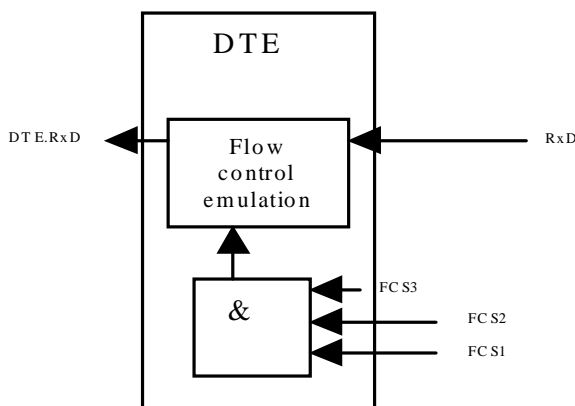 DTE
DTE.RxD
Flow
control
emulation
RxD
&
FCS3
FCS2
FCS1